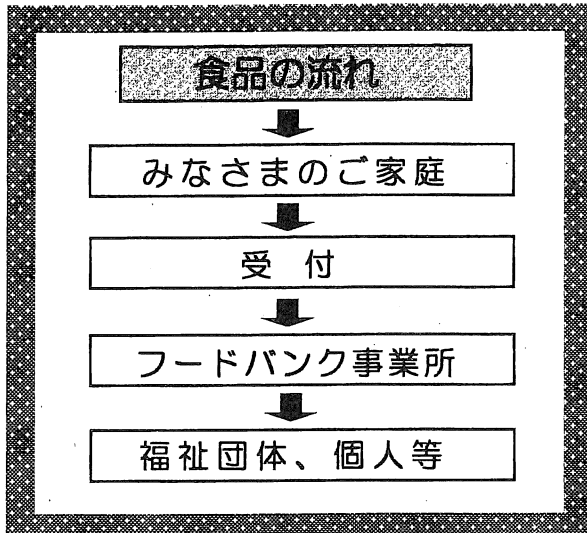 食品の流れ
みなさまのご家庭
受 付
フードバンク事業所
福祉団体、個人等